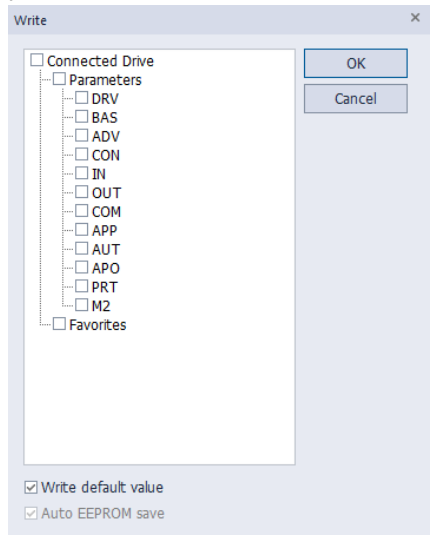 Write
Connected Drive
Parameters
DRV
BAS
ADV
CON
IN
OUT
COM
APP
AUT
APO
PRT
M2
Favorites
OK
Cancel
Write default value
Auto EEPROM save